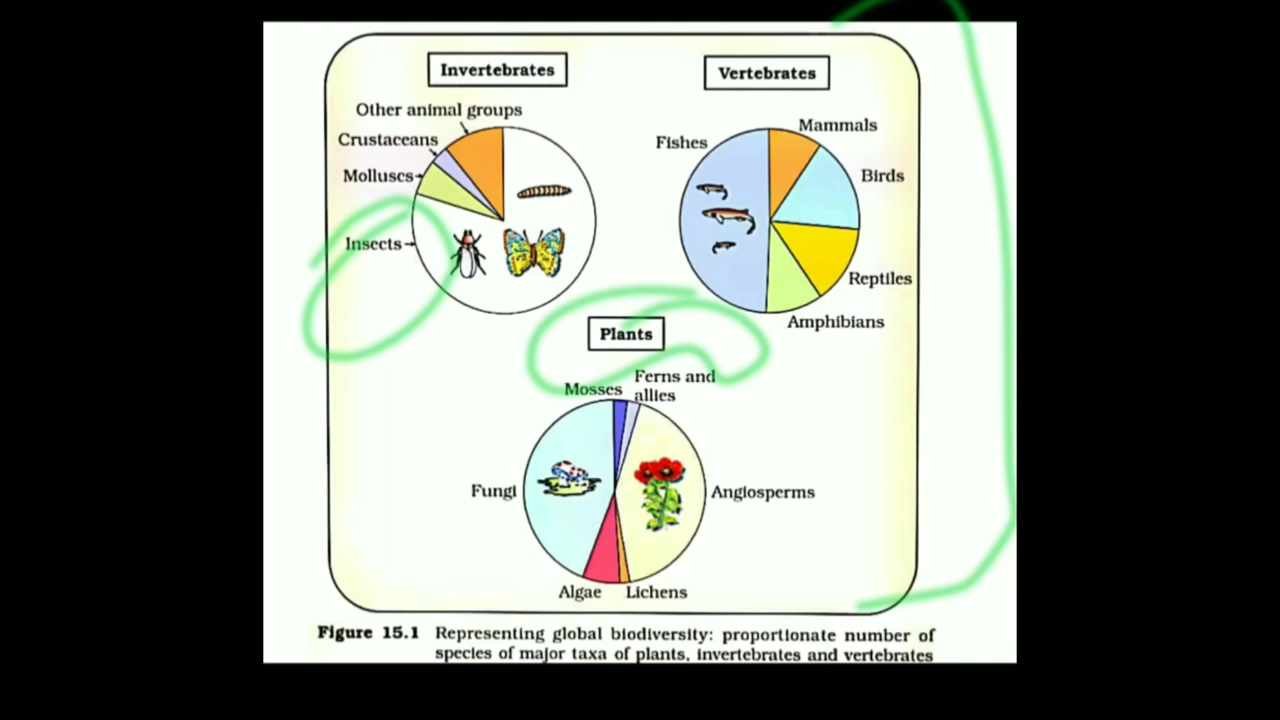 Invertebrates
Vertebrates
Other animal groups
Crustaceans
Molluscs
Insects
Fishes
Mammals
Birds
Reptiles
Amphibians
Plants
Mosses
Ferns and
allies
Fungi
Angiosperms
Algae
Lichens
Figure 15.1 Representing global biodiversity: proportionate number of
species of major taxa of plants, invertebrates and vertebrates